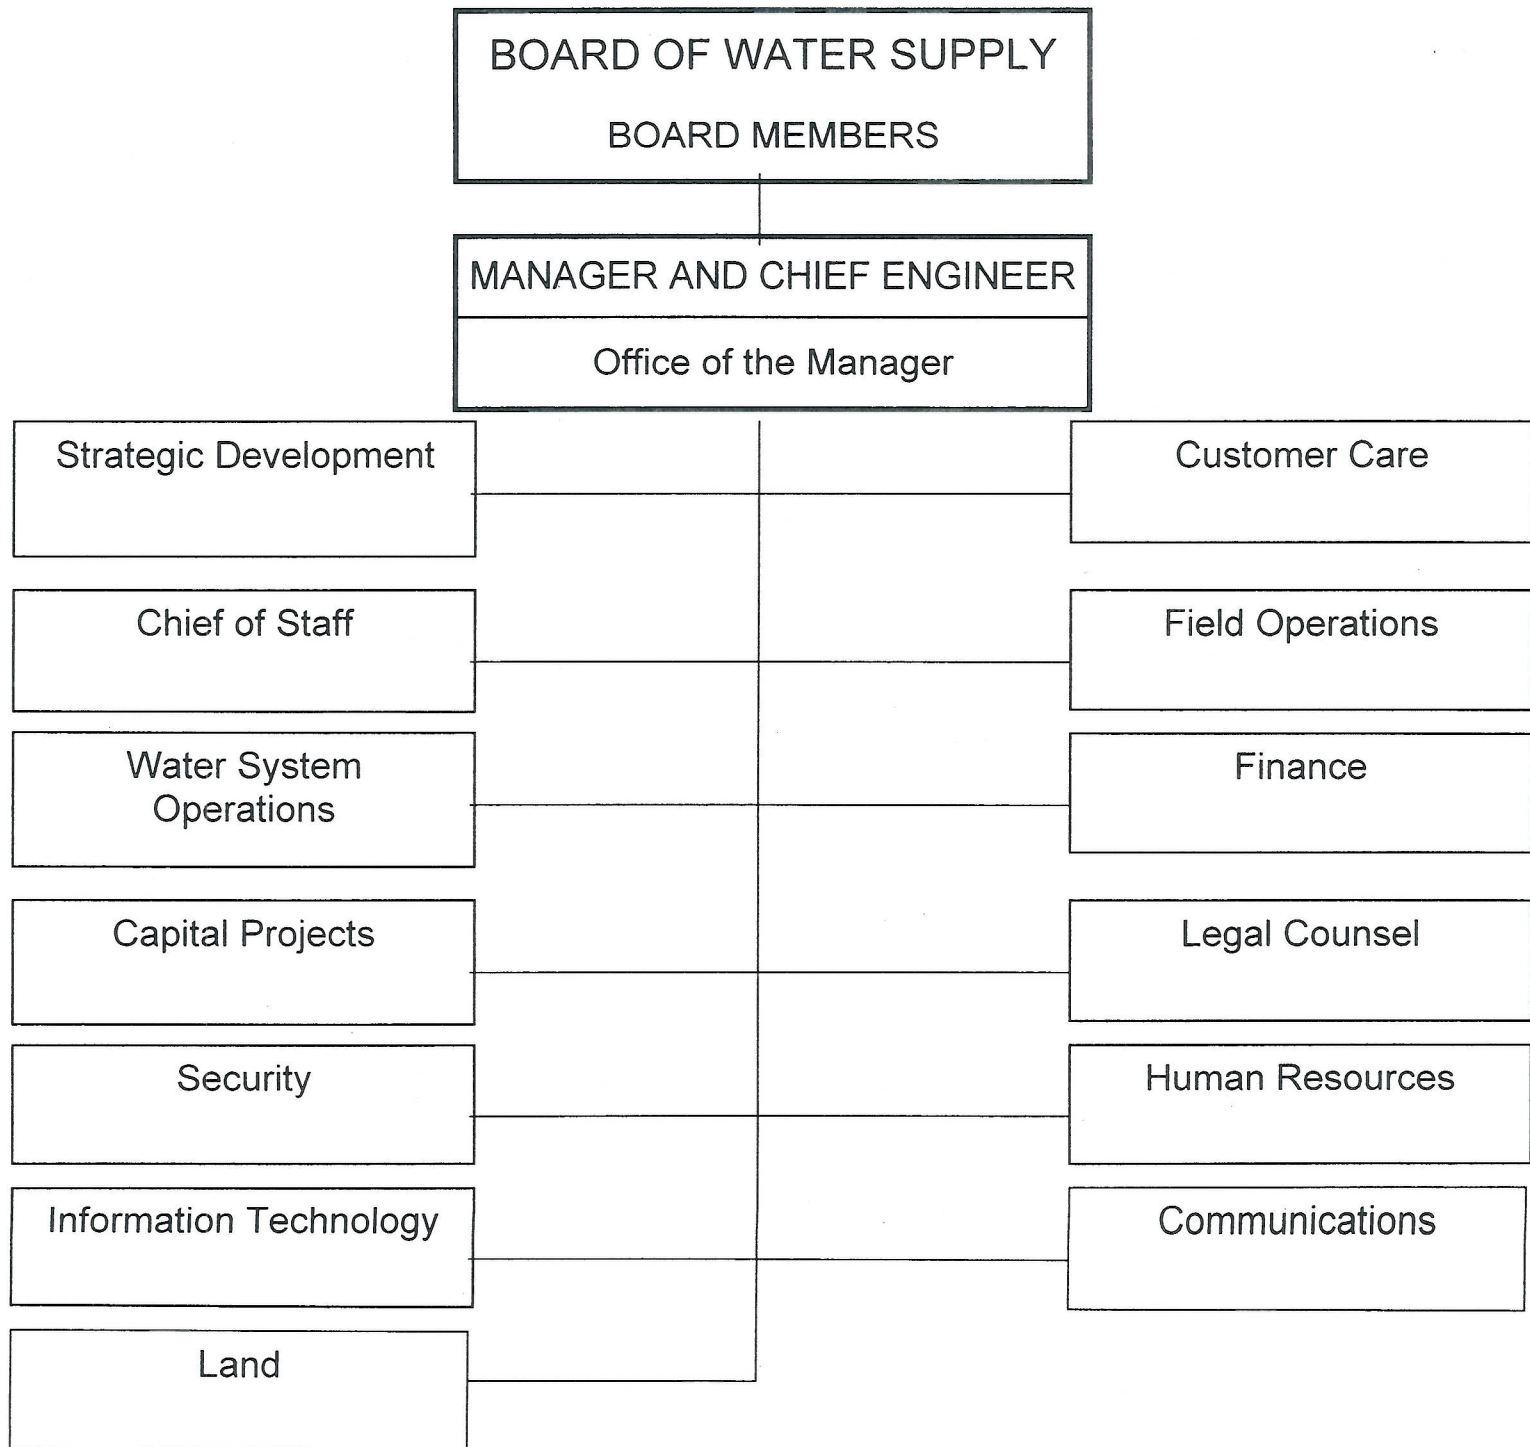 BOARD OF WATER SUPPLY
BOARD MEMBERS
MANAGER AND CHIEF ENGINEER
Office of the Manager
Strategic Development
Customer Care
Chief of Staff
Field Operations
Water System
Operations
Finance
Capital Projects
Legal Counsel
Security
Human Resources
Information Technology
Communications
Land